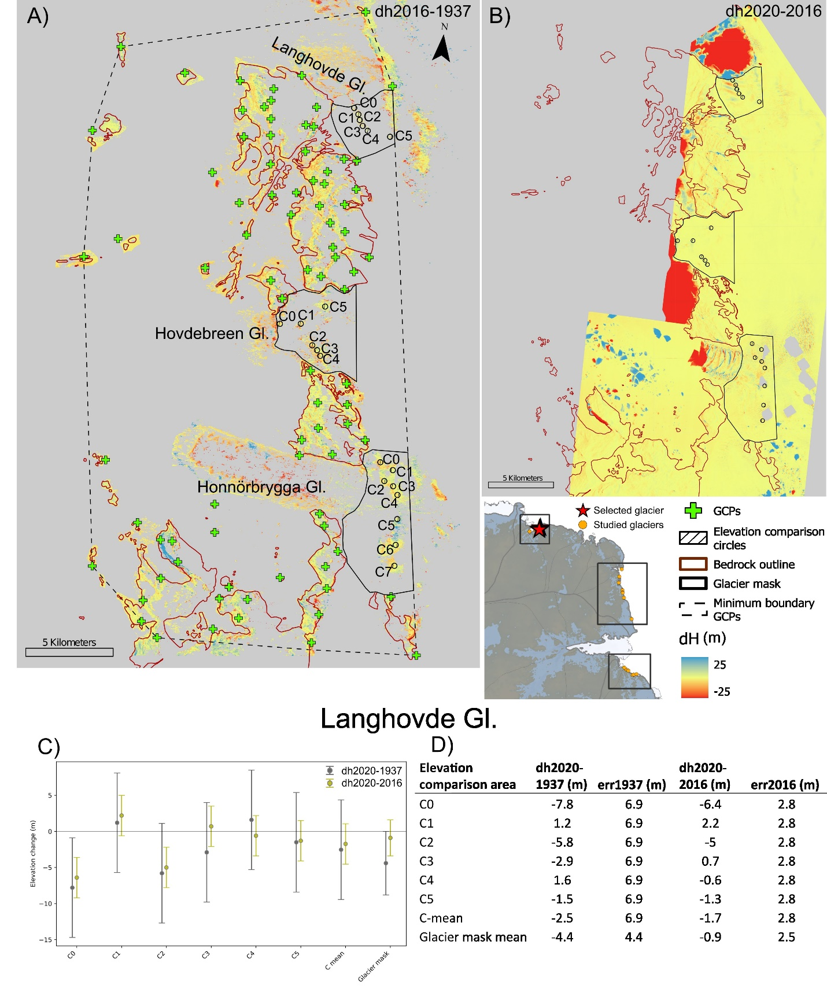 A)
dh2016-1937
N
Langhovde Gl.
C0
C1
C2
C3
C4
C5
C5
C0
C1
Hovdebreen Gl.
C2
C3
C4
C0
C1
Honnörbrygga Gl.
C2
C3
C4
C5
C6
C7
5 Kilometers
B)
dh2020-2016
5 Kilometers
Selected glacier
Studied glaciers
GCPs
Elevation comparison
circles
Bedrock outline
Glacier mask
Minimum boundary
GCPs
dH (m)
25
-25
Langhovde Gl.
C)
dh2020-1937
dh2020-2016
Elevation change (m)
5
0
−5
−10
−15
C0
C1
C2
C3
C4
C5
C mean
Glacier mask
D)
Elevation comparison area dh2020-1937 (m) err1937 (m) dh2020-2016 (m) err2016 (m)
C0 -7.8 6.9 -6.4 2.8
C1 1.2 6.9 2.2 2.8
C2 -5.8 6.9 -5 2.8
C3 -2.9 6.9 0.7 2.8
C4 1.6 6.9 -0.6 2.8
C5 -1.5 6.9 -1.3 2.8
C-mean -2.5 6.9 -1.7 2.8
Glacier mask mean -4.4 4.4 -0.9 2.5